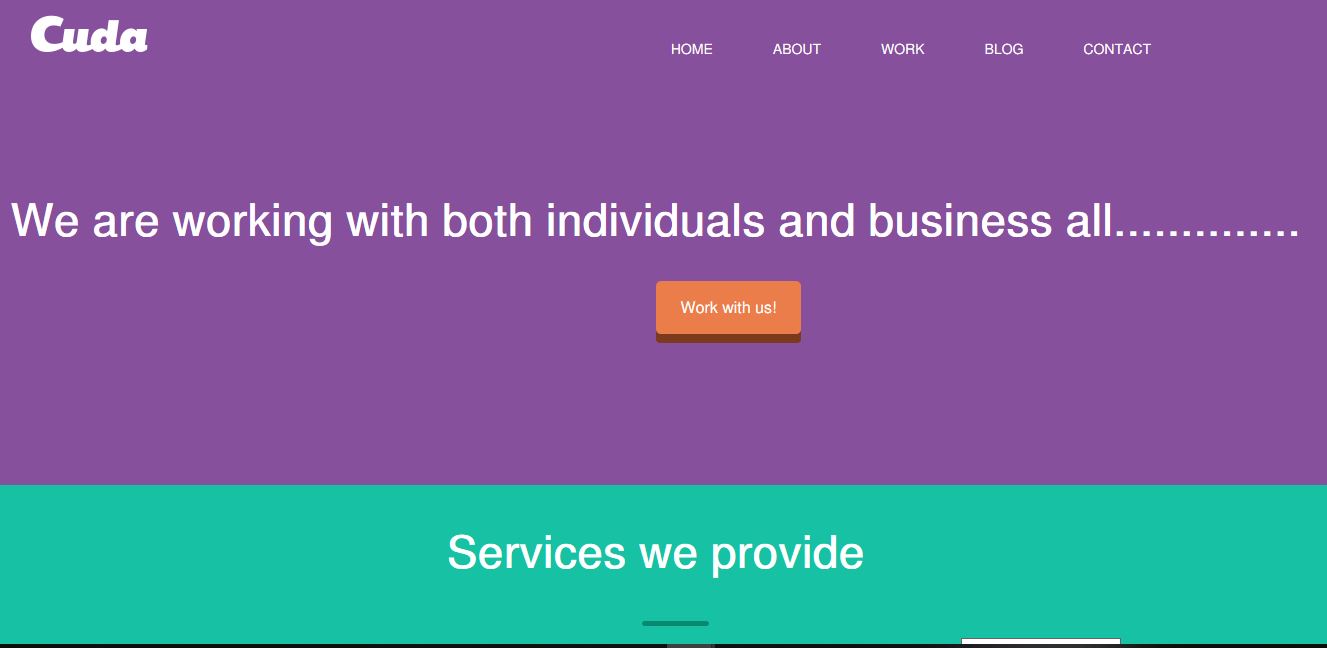 Cuda
HOME ABOUT WORK BLOG CONTACT
We are working with both individuals and business all..............
Work with us!
Services we provide